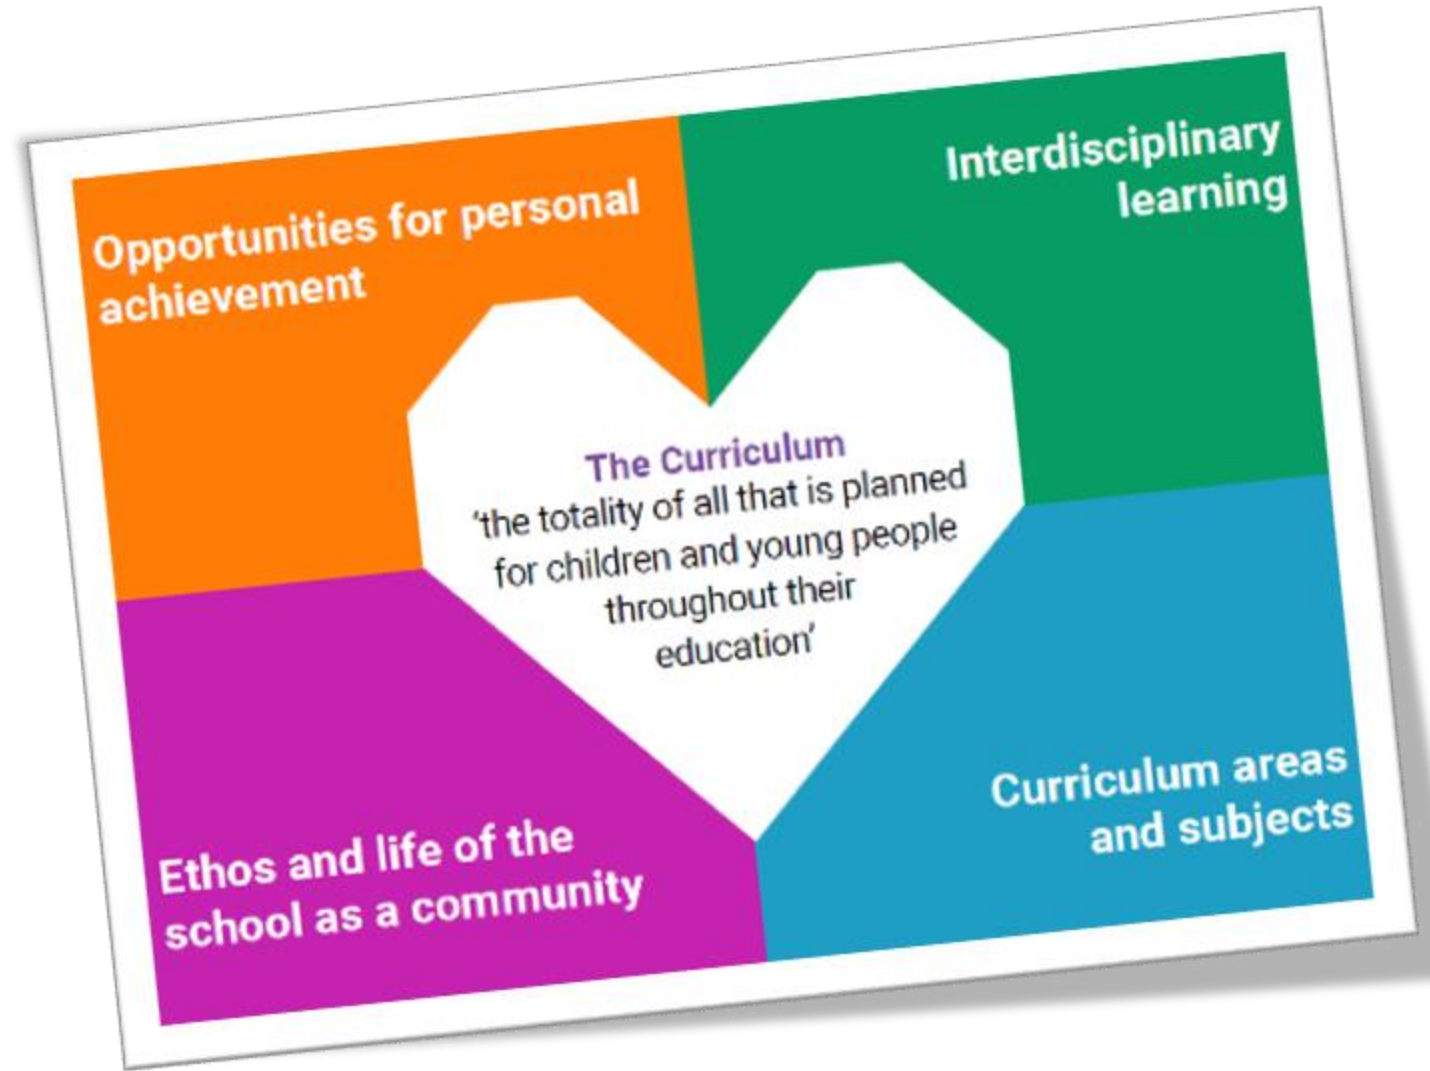 Opportunities for personal
achievement
Interdisciplinary
learning
The Curriculum
‘the totality of all that is planned
for children and young people
throughout their
education’
Ethos and life of the
school as a community
Curriculum areas
and subjects